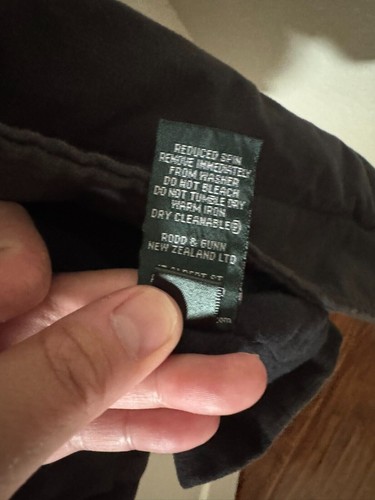 REDUCED SPIN
REMOVE IMMEDIATELY
FROM WASHER
DO NOT BLEACH
DO NOT TUMBLE DRY
WARM IRON
DRY CLEANABLE Ⓟ
RODD & GUNN
NEW ZEALAND LTD